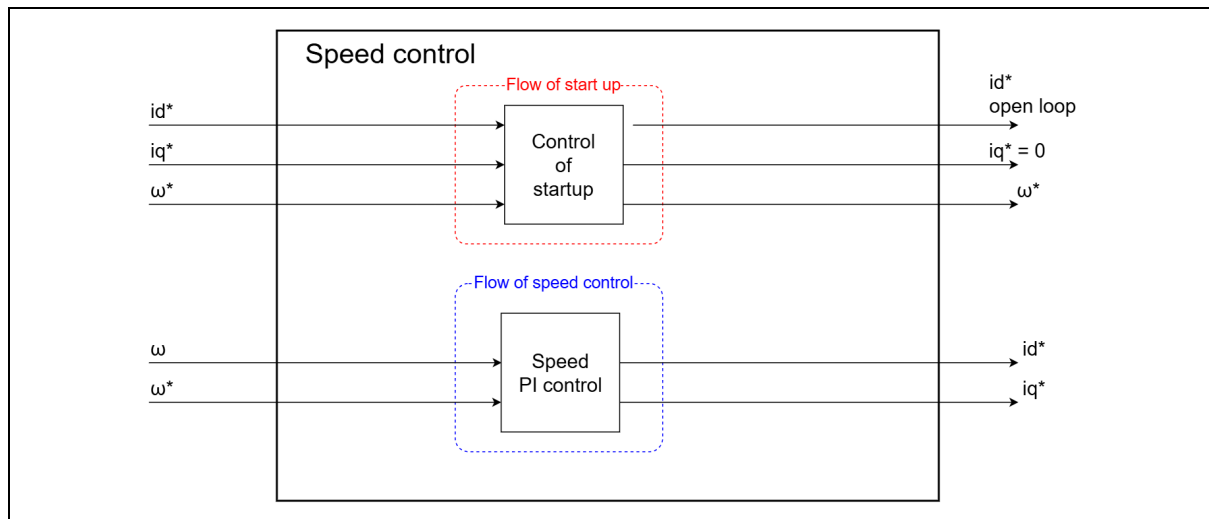 Speed control
Flow of start up
id*
iq*
ω*
Control
of
startup
id*
open loop
iq* = 0
ω*
Flow of speed control
ω
ω*
Speed
PI control
id*
iq*